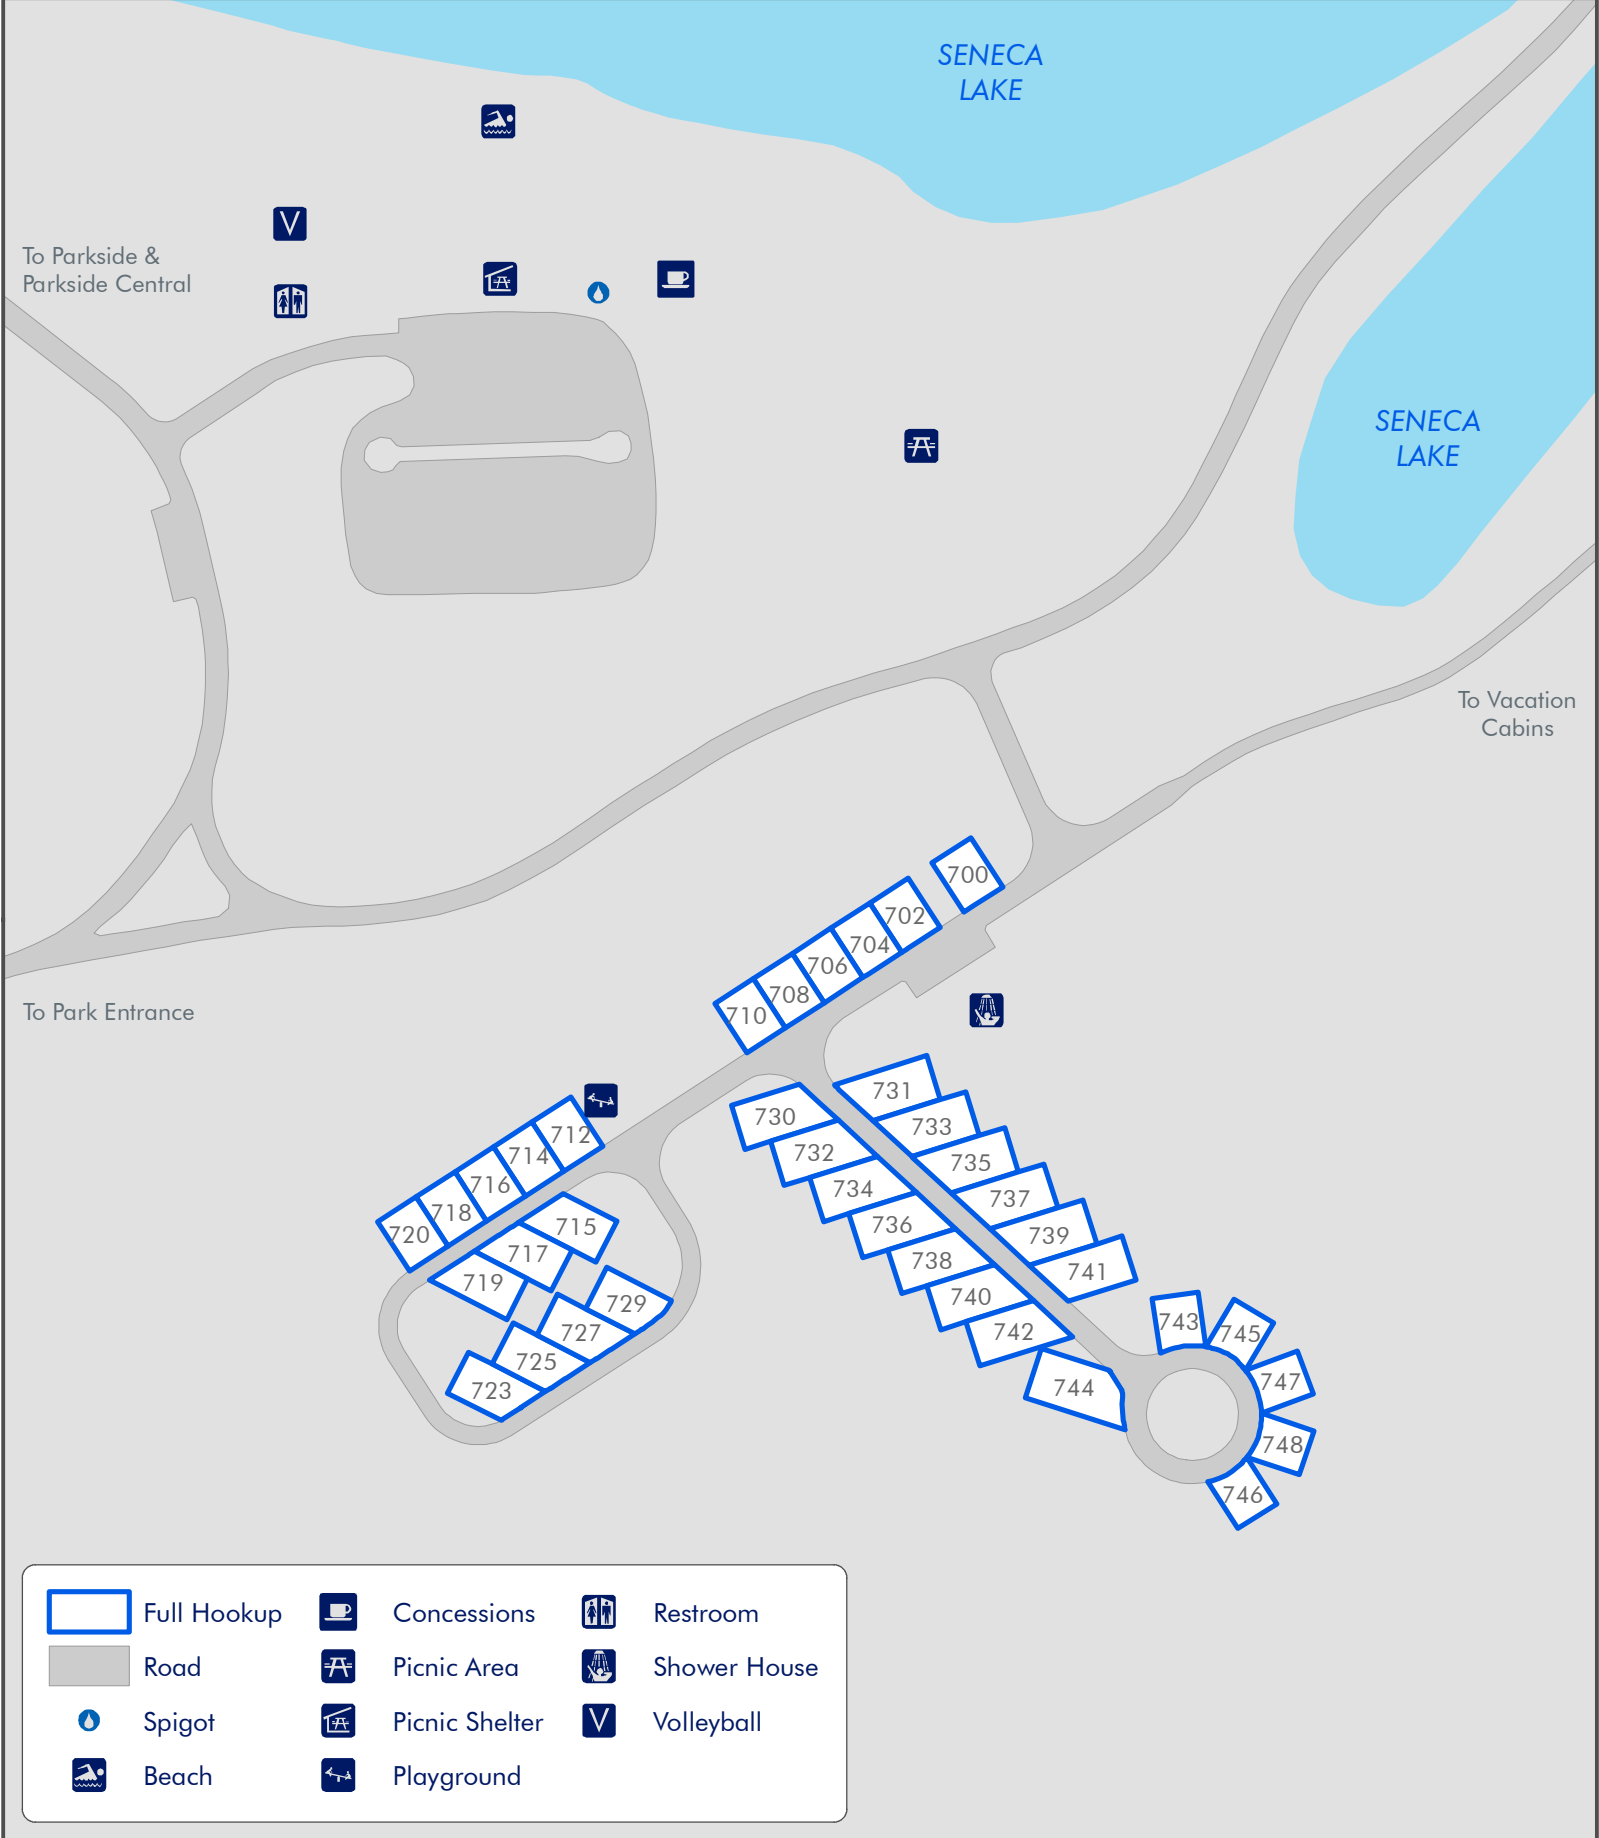 SENECA
LAKE
V
To Parkside &
Parkside Central
SENECA
LAKE
To Vacation
Cabins
700
702
704
706
708
710
To Park Entrance
731
730
733
712
732
714
735
716
734
737
718
736
715
720
739
717
738
741
719
740
729
743
727
742
745
725
747
744
723
748
746
Full Hookup
Concessions
Restroom
Road
Picnic Area
Shower House
Spigot
Picnic Shelter
V
Volleyball
Beach
Playground